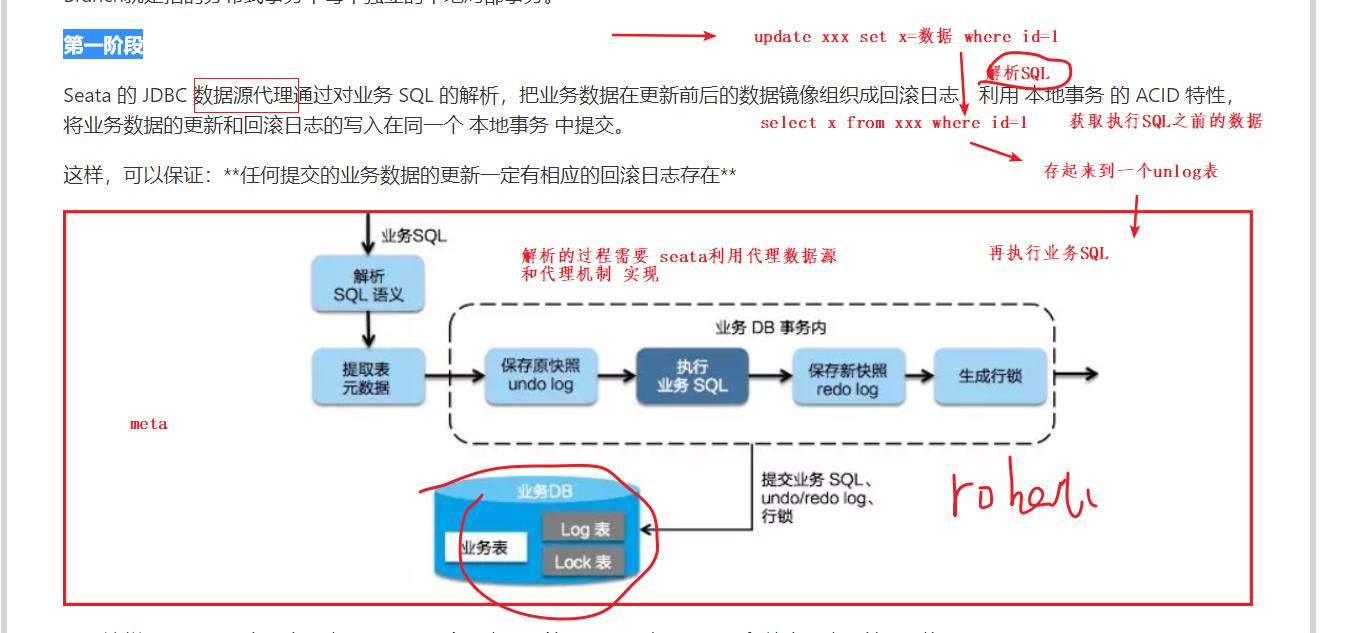 第一阶段
update xxx set x=数据 where id=1
解析SQL
Seata 的 JDBC 数据源代理通过对业务 SQL 的解析，把业务数据在更新前后的数据镜像组织成回滚日志，利用 本地事务 的 ACID 特性，
将业务数据的更新和回滚日志的写入在同一个 本地事务 中提交。
select x from xxx where id=1 获取执行SQL之前的数据
这样，可以保证：**任何提交的业务数据的更新一定有相应的回滚日志存在**
存起来到一个unlog表
再执行业务SQL
业务SQL
解析的过程需要 seata利用代理数据源
和代理机制 实现
解析
SQL 语义
业务 DB 事务内
提取表
元数据
保存原快照
undo log
执行
业务 SQL
保存新快照
redo log
生成行锁
meta
提交业务 SQL、
undo/redo log、
行锁
业务DB
业务表
Log 表
Lock 表